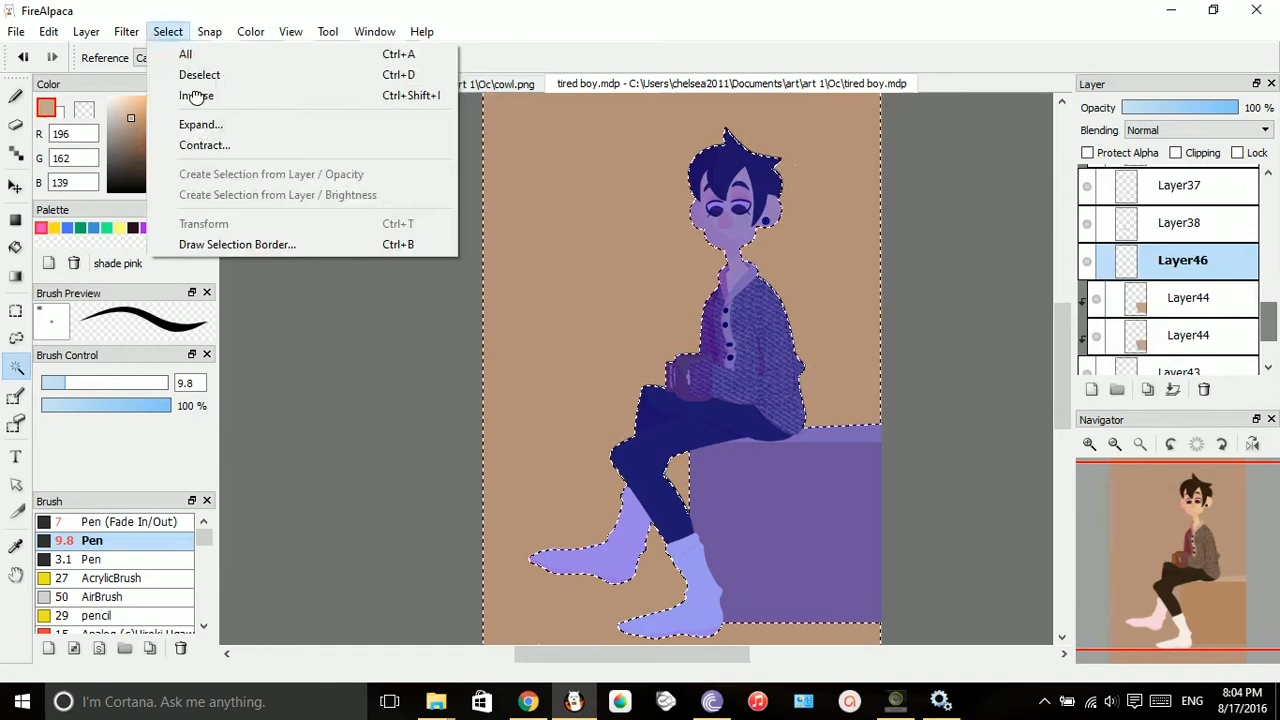 FireAlpaca
File Edit Layer Filter Select Snap Color View Tool Window Help
Reference
All Ctrl+A
Deselect Ctrl+D
Ctrl+Shift+I
Expand...
Contract...
Create Selection from Layer / Opacity
Create Selection from Layer / Brightness
Transform Ctrl+T
Draw Selection Border... Ctrl+B
art 1\Oc\cowl.png
tired boy.mdp - C:\Users\chelsea2011\Documents\art\art 1\Oc\tired boy.mdp
Color
R 196
G 162
B 139
Palette
shade pink
Brush Preview
Brush Control
9.8
100 %
Brush
7 Pen (Fade In/Out)
9.8 Pen
3.1 Pen
27 AcrylicBrush
50 AirBrush
29 pencil
Layer
Opacity 100 %
Blending Normal
Protect Alpha Clipping Lock
Layer37
Layer38
Layer46
Layer44
Layer44
Layer43
Navigator
I'm Cortana. Ask me anything.
ENG
8:04 PM
8/17/2016